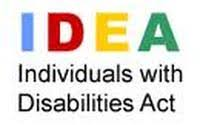 IDEA
Individuals with
Disabilities Act